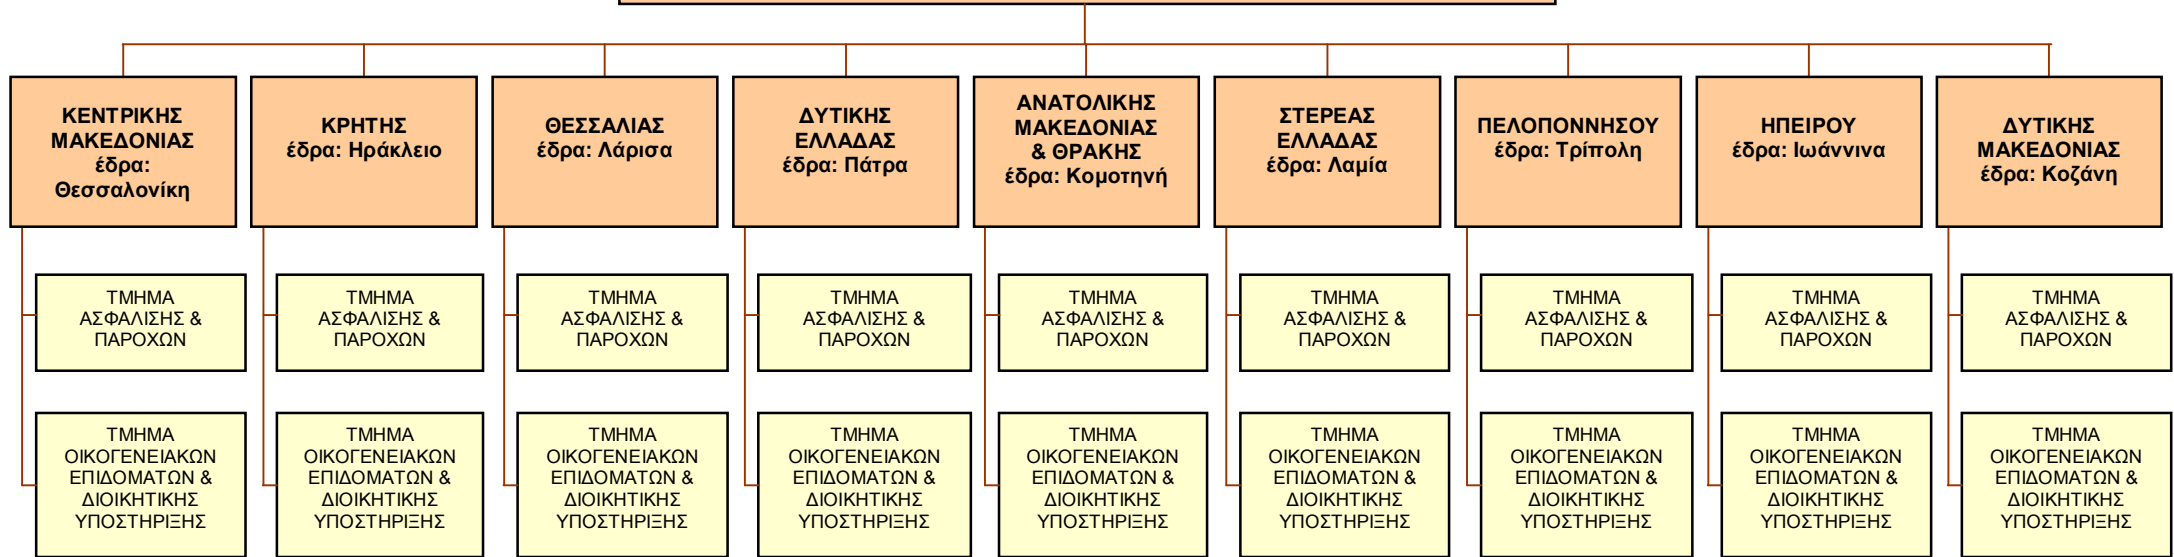 ΚΕΝΤΡΙΚΗΣ
ΜΑΚΕΔΟΝΙΑΣ
έδρα:
Θεσσαλονίκη
ΚΡΗΤΗΣ
έδρα: Ηράκλειο
ΘΕΣΣΑΛΙΑΣ
έδρα: Λάρισα
ΔΥΤΙΚΗΣ
ΕΛΛΑΔΑΣ
έδρα: Πάτρα
ΑΝΑΤΟΛΙΚΗΣ
ΜΑΚΕΔΟΝΙΑΣ
& ΘΡΑΚΗΣ
έδρα: Κομοτηνή
ΣΤΕΡΕΑΣ
ΕΛΛΑΔΑΣ
έδρα: Λαμία
ΠΕΛΟΠΟΝΝΗΣΟΥ
έδρα: Τρίπολη
ΗΠΕΙΡΟΥ
έδρα: Ιωάννινα
ΔΥΤΙΚΗΣ
ΜΑΚΕΔΟΝΙΑΣ
έδρα: Κοζάνη
ΤΜΗΜΑ
ΑΣΦΑΛΙΣΗΣ &
ΠΑΡΟΧΩΝ
ΤΜΗΜΑ
ΑΣΦΑΛΙΣΗΣ &
ΠΑΡΟΧΩΝ
ΤΜΗΜΑ
ΑΣΦΑΛΙΣΗΣ &
ΠΑΡΟΧΩΝ
ΤΜΗΜΑ
ΑΣΦΑΛΙΣΗΣ &
ΠΑΡΟΧΩΝ
ΤΜΗΜΑ
ΑΣΦΑΛΙΣΗΣ &
ΠΑΡΟΧΩΝ
ΤΜΗΜΑ
ΑΣΦΑΛΙΣΗΣ &
ΠΑΡΟΧΩΝ
ΤΜΗΜΑ
ΑΣΦΑΛΙΣΗΣ &
ΠΑΡΟΧΩΝ
ΤΜΗΜΑ
ΑΣΦΑΛΙΣΗΣ &
ΠΑΡΟΧΩΝ
ΤΜΗΜΑ
ΑΣΦΑΛΙΣΗΣ &
ΠΑΡΟΧΩΝ
ΤΜΗΜΑ
ΟΙΚΟΓΕΝΕΙΑΚΩΝ
ΕΠΙΔΟΜΑΤΩΝ &
ΔΙΟΙΚΗΤΙΚΗΣ
ΥΠΟΣΤΗΡΙΞΗΣ
ΤΜΗΜΑ
ΟΙΚΟΓΕΝΕΙΑΚΩΝ
ΕΠΙΔΟΜΑΤΩΝ &
ΔΙΟΙΚΗΤΙΚΗΣ
ΥΠΟΣΤΗΡΙΞΗΣ
ΤΜΗΜΑ
ΟΙΚΟΓΕΝΕΙΑΚΩΝ
ΕΠΙΔΟΜΑΤΩΝ &
ΔΙΟΙΚΗΤΙΚΗΣ
ΥΠΟΣΤΗΡΙΞΗΣ
ΤΜΗΜΑ
ΟΙΚΟΓΕΝΕΙΑΚΩΝ
ΕΠΙΔΟΜΑΤΩΝ &
ΔΙΟΙΚΗΤΙΚΗΣ
ΥΠΟΣΤΗΡΙΞΗΣ
ΤΜΗΜΑ
ΟΙΚΟΓΕΝΕΙΑΚΩΝ
ΕΠΙΔΟΜΑΤΩΝ &
ΔΙΟΙΚΗΤΙΚΗΣ
ΥΠΟΣΤΗΡΙΞΗΣ
ΤΜΗΜΑ
ΟΙΚΟΓΕΝΕΙΑΚΩΝ
ΕΠΙΔΟΜΑΤΩΝ &
ΔΙΟΙΚΗΤΙΚΗΣ
ΥΠΟΣΤΗΡΙΞΗΣ
ΤΜΗΜΑ
ΟΙΚΟΓΕΝΕΙΑΚΩΝ
ΕΠΙΔΟΜΑΤΩΝ &
ΔΙΟΙΚΗΤΙΚΗΣ
ΥΠΟΣΤΗΡΙΞΗΣ
ΤΜΗΜΑ
ΟΙΚΟΓΕΝΕΙΑΚΩΝ
ΕΠΙΔΟΜΑΤΩΝ &
ΔΙΟΙΚΗΤΙΚΗΣ
ΥΠΟΣΤΗΡΙΞΗΣ
ΤΜΗΜΑ
ΟΙΚΟΓΕΝΕΙΑΚΩΝ
ΕΠΙΔΟΜΑΤΩΝ &
ΔΙΟΙΚΗΤΙΚΗΣ
ΥΠΟΣΤΗΡΙΞΗΣ